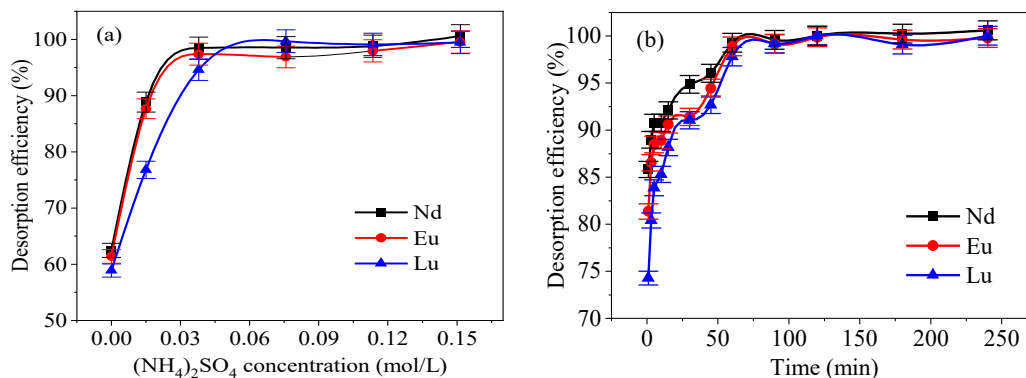 (a)
Desorption efficiency (%)
100
90
80
70
60
50
Nd
Eu
Lu
0.00 0.03 0.06 0.09 0.12 0.15
(NH4)2SO4 concentration (mol/L)
(b)
Desorption efficiency (%)
100
95
90
85
80
75
70
Nd
Eu
Lu
0 50 100 150 200 250
Time (min)